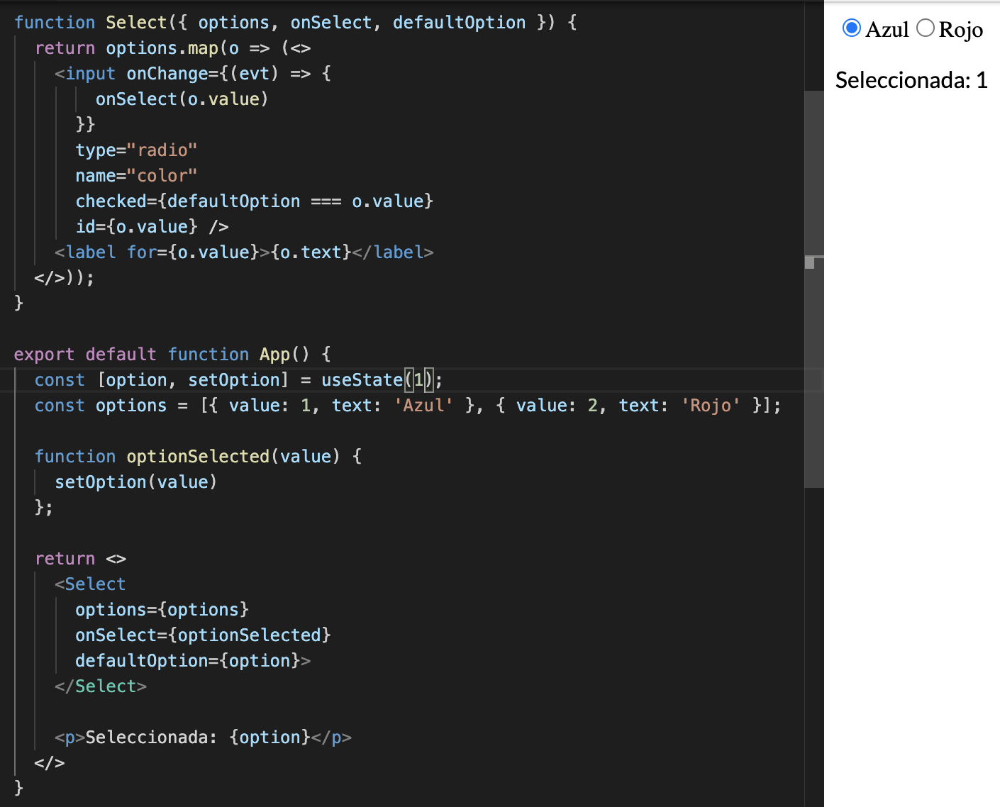 function Select({ options, onSelect, defaultOption }) {
  return options.map(o => (<>
    <input onChange={(evt) => {
        onSelect(o.value)
      }}
      type="radio"
      name="color"
      checked={defaultOption === o.value}
      id={o.value} />
    <label for={o.value}>{o.text}</label>
  </>));
}

export default function App() {
  const [option, setOption] = useState(1);
  const options = [{ value: 1, text: 'Azul' }, { value: 2, text: 'Rojo' }];

  function optionSelected(value) {
    setOption(value)
  };

  return <>
    <Select
      options={options}
      onSelect={optionSelected}
      defaultOption={option}>
    </Select>

    <p>Seleccionada: {option}</p>
  </>
}
Azul Rojo
Seleccionada: 1